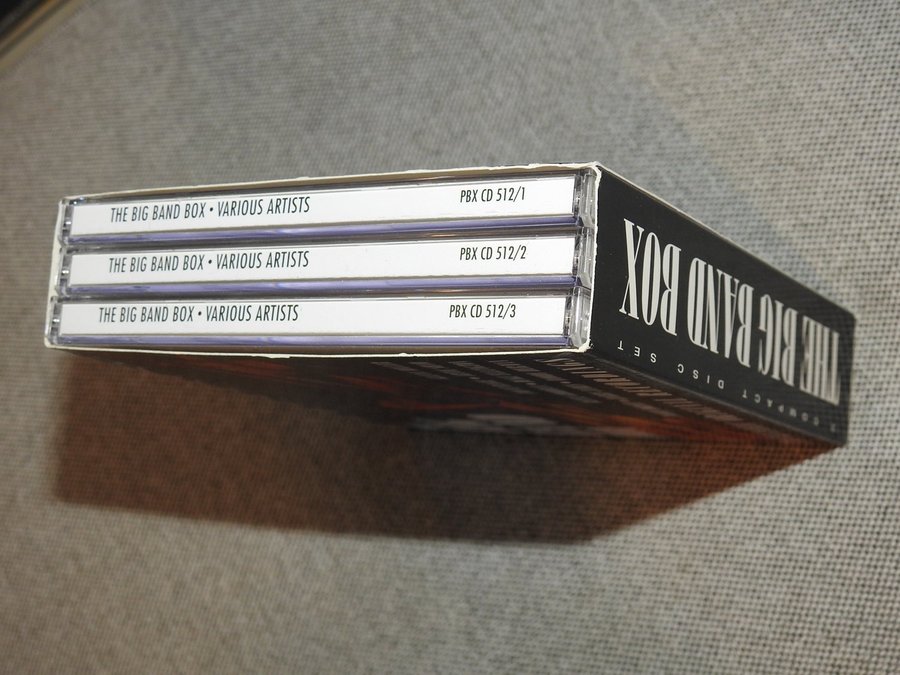 THE BIG BAND BOX • VARIOUS ARTISTS PBX CD 512/1
THE BIG BAND BOX • VARIOUS ARTISTS PBX CD 512/2
THE BIG BAND BOX • VARIOUS ARTISTS PBX CD 512/3
THE BIG BAND BOX
3 COMPACT DISC SET